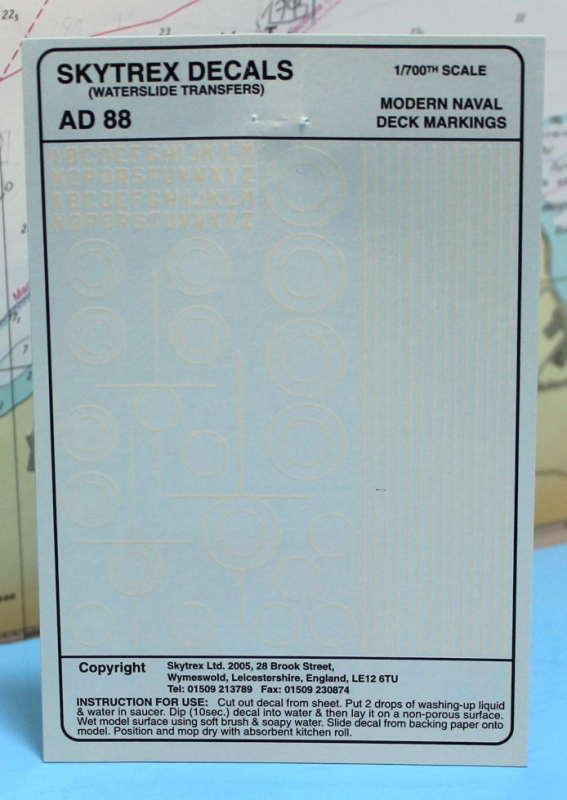 SKYTREX DECALS
(WATERSLIDE TRANSFERS)
AD 88
1/700TH SCALE
MODERN NAVAL
DECK MARKINGS
ABCDEFGHIJKLM
NOPQRSTUVWXYZ
ABCDEFGHIJKLM
NOPQRSTUVWXYZ
Copyright
Skytrex Ltd. 2005, 28 Brook Street,
Wymeswold, Leicestershire, England, LE12 6TU
Tel: 01509 213789 Fax: 01509 230874
INSTRUCTION FOR USE: Cut out decal from sheet. Put 2 drops of washing-up liquid
& water in saucer. Dip (10sec.) decal into water & then lay it on a non-porous surface.
Wet model surface using soft brush & soapy water. Slide decal from backing paper onto
model. Position and mop dry with absorbent kitchen roll.